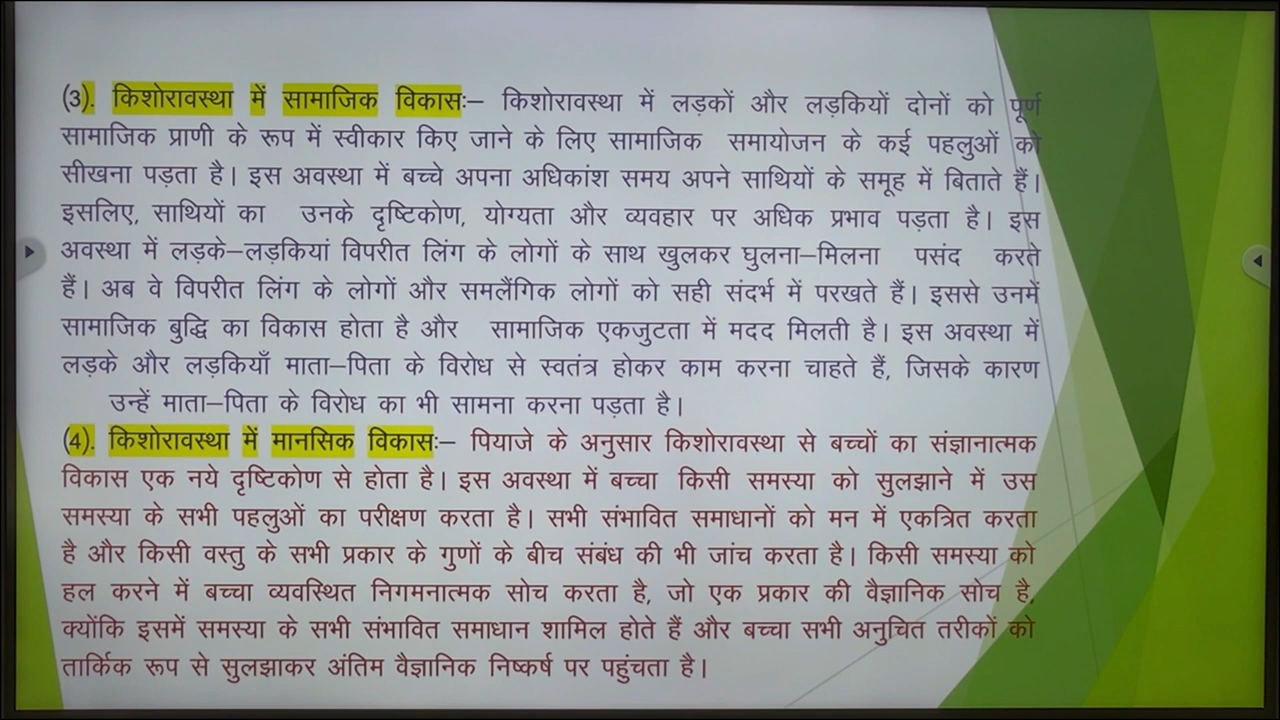 (3). किशोरावस्था में सामाजिक विकासः– किशोरावस्था में लड़कों और लड़कियों दोनों को पूर्ण
सामाजिक प्राणी के रूप में स्वीकार किए जाने के लिए सामाजिक समायोजन के कई पहलुओं को
सीखना पड़ता है। इस अवस्था में बच्चे अपना अधिकांश समय अपने साथियों के समूह में बिताते हैं।
इसलिए, साथियों का उनके दृष्टिकोण, योग्यता और व्यवहार पर अधिक प्रभाव पड़ता है। इस
अवस्था में लड़के–लड़कियां विपरीत लिंग के लोगों के साथ खुलकर घुलना–मिलना पसंद करते
हैं। अब वे विपरीत लिंग के लोगों और समलैंगिक लोगों को सही संदर्भ में परखते हैं। इससे उनमें
सामाजिक बुद्धि का विकास होता है और सामाजिक एकजुटता में मदद मिलती है। इस अवस्था में
लड़के और लड़कियाँ माता–पिता के विरोध से स्वतंत्र होकर काम करना चाहते हैं, जिसके कारण
उन्हें माता–पिता के विरोध का भी सामना करना पड़ता है।
(4). किशोरावस्था में मानसिक विकासः– पियाजे के अनुसार किशोरावस्था से बच्चों का संज्ञानात्मक
विकास एक नये दृष्टिकोण से होता है। इस अवस्था में बच्चा किसी समस्या को सुलझाने में उस
समस्या के सभी पहलुओं का परीक्षण करता है। सभी संभावित समाधानों को मन में एकत्रित करता
है और किसी वस्तु के सभी प्रकार के गुणों के बीच संबंध की भी जांच करता है। किसी समस्या को
हल करने में बच्चा व्यवस्थित निगमनात्मक सोच करता है, जो एक प्रकार की वैज्ञानिक सोच है,
क्योंकि इसमें समस्या के सभी संभावित समाधान शामिल होते हैं और बच्चा सभी अनुचित तरीकों को
तार्किक रूप से सुलझाकर अंतिम वैज्ञानिक निष्कर्ष पर पहुंचता है।